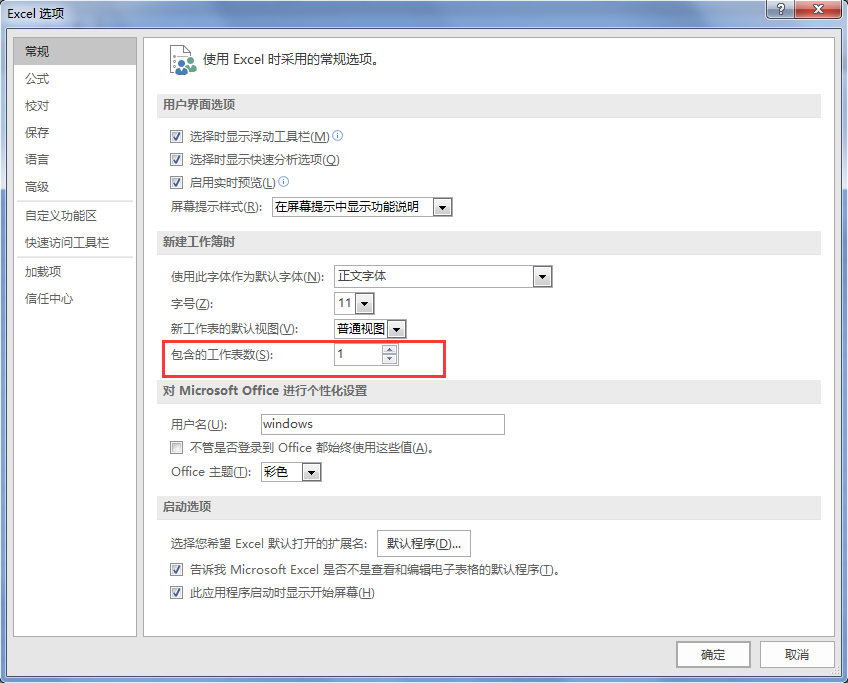 Excel 选项
常规
公式
校对
保存
语言
高级
自定义功能区
快速访问工具栏
加载项
信任中心
使用 Excel 时采用的常规选项。
用户界面选项
选择时显示浮动工具栏(M)
选择时显示快速分析选项(Q)
启用实时预览(L)
屏幕提示样式(R): 在屏幕提示中显示功能说明
新建工作簿时
使用此字体作为默认字体(N): 正文字体
字号(Z): 11
新工作表的默认视图(V): 普通视图
包含的工作表数(S): 1
对 Microsoft Office 进行个性化设置
用户名(U): windows
不管是否登录到 Office 都始终使用这些值(A)。
Office 主题(T): 彩色
启动选项
选择您希望 Excel 默认打开的扩展名: 默认程序(D)...
告诉我 Microsoft Excel 是否不是查看和编辑电子表格的默认程序(T)。
此应用程序启动时显示开始屏幕(H)
确定 取消